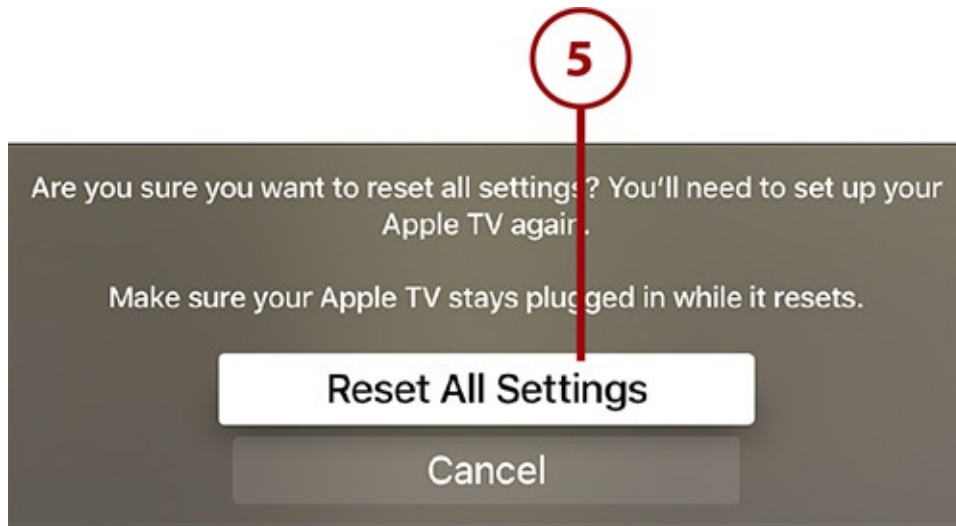 5
Are you sure you want to reset all settings? You'll need to set up your
Apple TV again.
Make sure your Apple TV stays plugged in while it resets.
Reset All Settings
Cancel